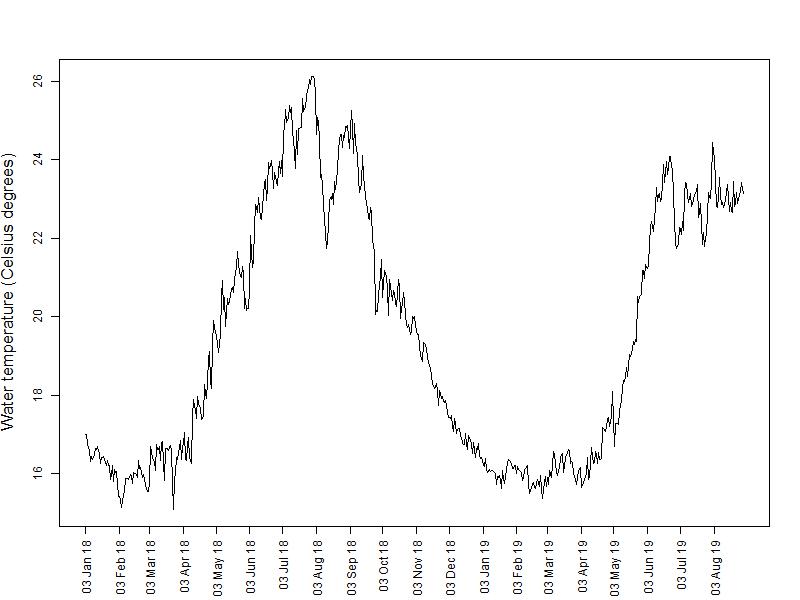 Water temperature (Celsius degrees)
26
24
22
20
18
16
03 Jan 18
03 Feb 18
03 Mar 18
03 Apr 18
03 May 18
03 Jun 18
03 Jul 18
03 Aug 18
03 Sep 18
03 Oct 18
03 Nov 18
03 Dec 18
03 Jan 19
03 Feb 19
03 Mar 19
03 Apr 19
03 May 19
03 Jun 19
03 Jul 19
03 Aug 19